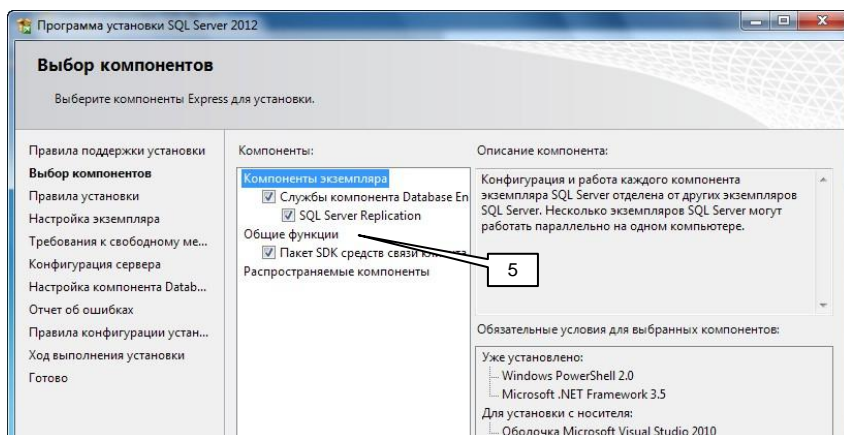 Программа установки SQL Server 2012
Выбор компонентов
Выберите компоненты Express для установки.
Правила поддержки установки
Выбор компонентов
Правила установки
Настройка экземпляра
Требования к свободному ме...
Конфигурация сервера
Настройка компонента Datab...
Отчет об ошибках
Правила конфигурации устан...
Ход выполнения установки
Готово
Компоненты:
Компоненты экземпляра
Службы компонента Database En
SQL Server Replication
Общие функции
Пакет SDK средств связи клиента
Распространяемые компоненты
5
Описание компонента:
Конфигурация и работа каждого компонента
экземпляра SQL Server отделена от других экземпляров
SQL Server. Несколько экземпляров SQL Server могут
работать параллельно на одном компьютере.
Обязательные условия для выбранных компонентов:
Уже установлено:
Windows PowerShell 2.0
Microsoft .NET Framework 3.5
Для установки с носителя:
Оболочка Microsoft Visual Studio 2010